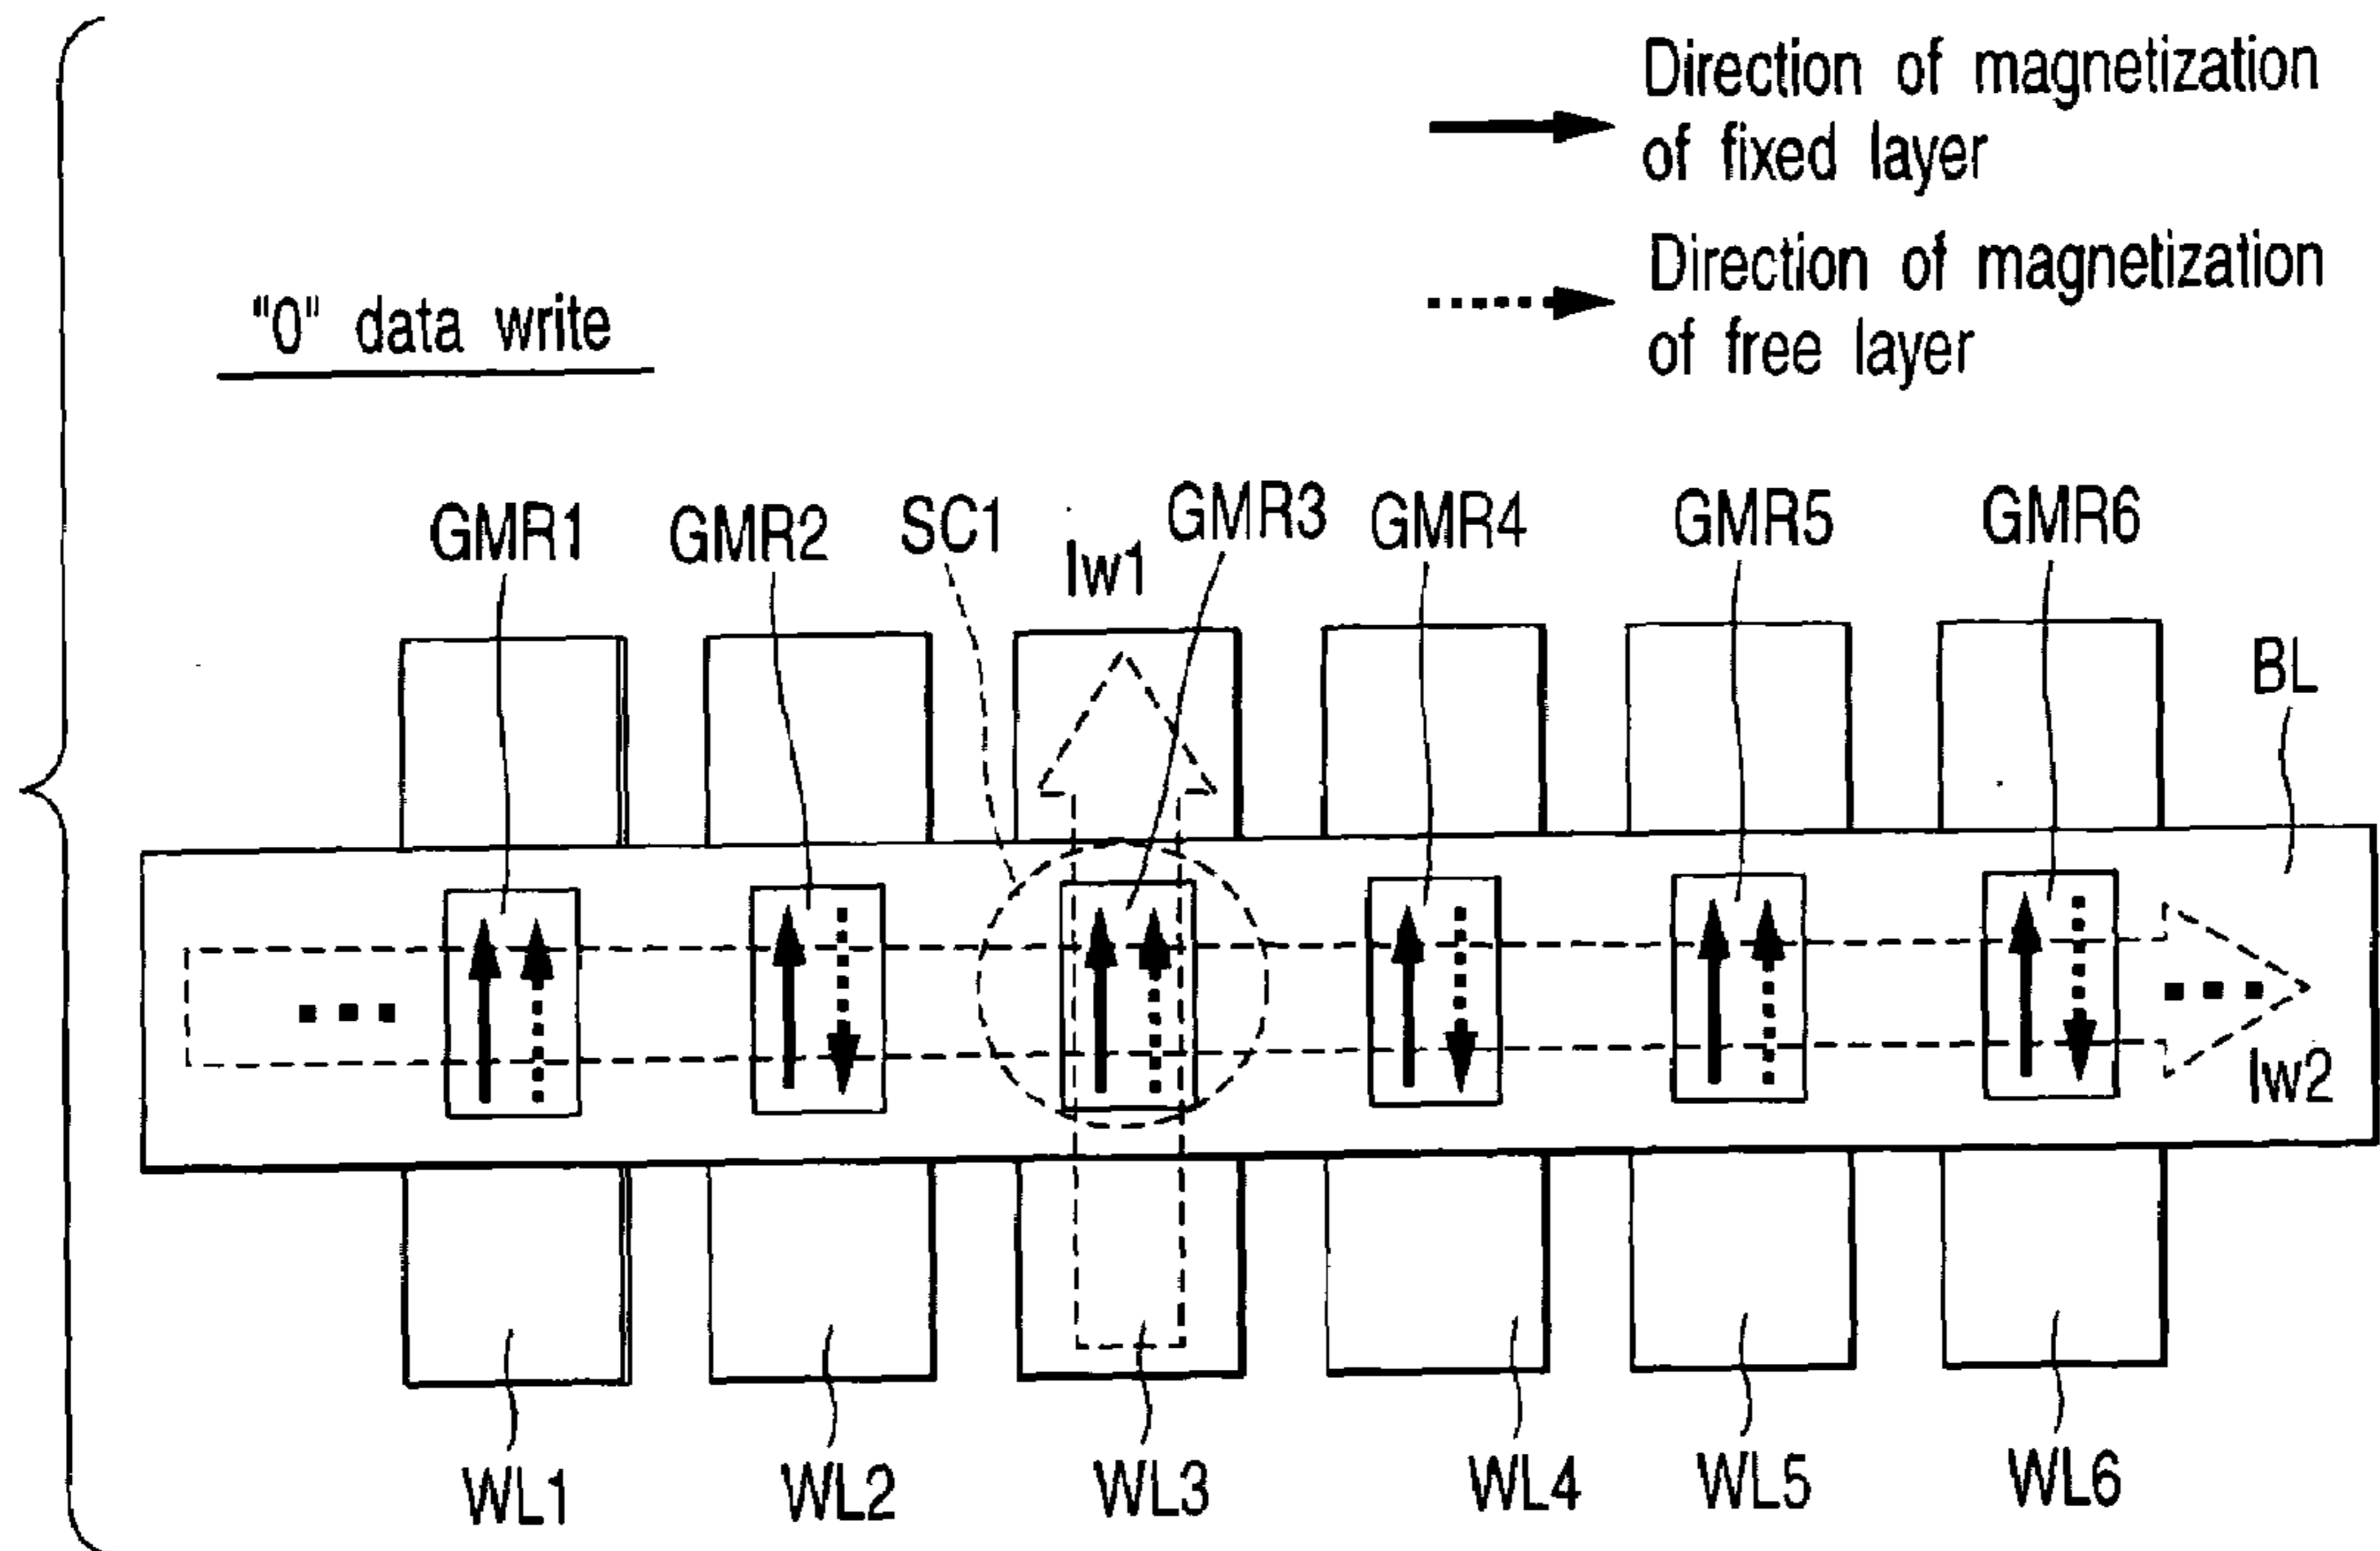 Direction of magnetization
of fixed layer
Direction of magnetization
of free layer
"0" data write
GMR1 GMR2 SC1 Iw1 GMR3 GMR4 GMR5 GMR6
BL
Iw2
WL1 WL2 WL3 WL4 WL5 WL6